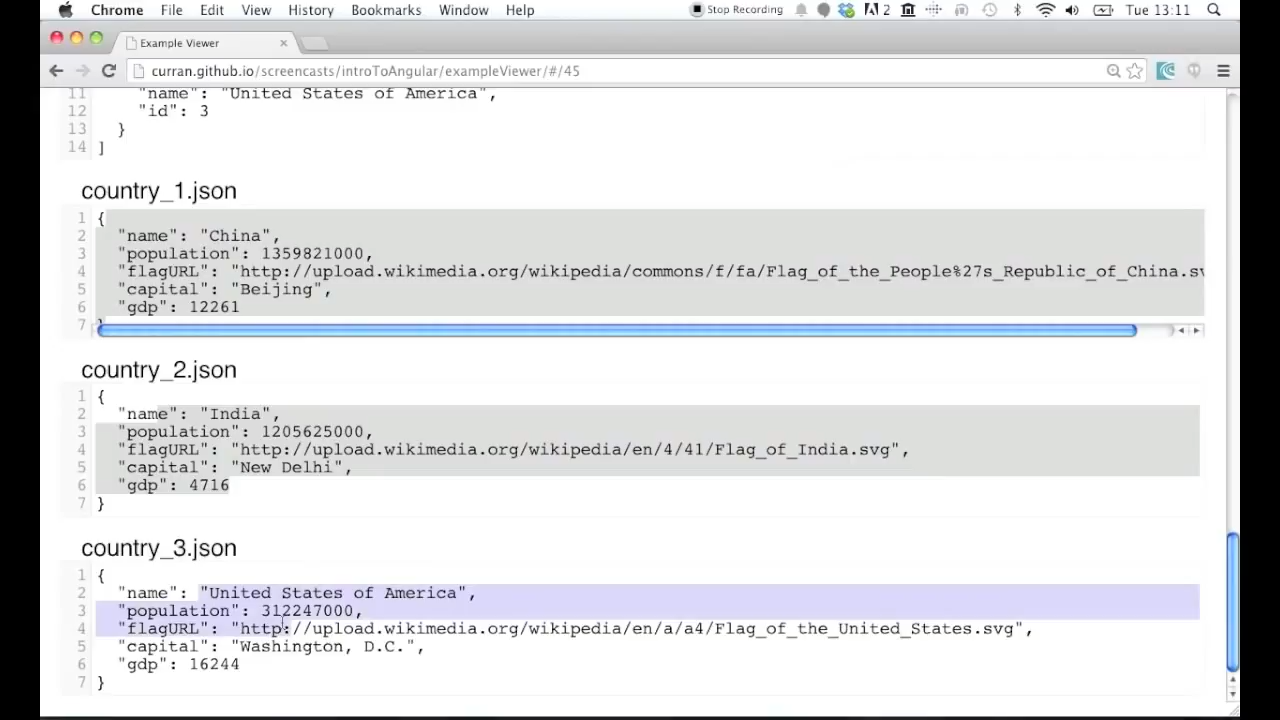 Chrome File Edit View History Bookmarks Window Help Stop Recording 2 Tue 13:11
Example Viewer
curran.github.io/screencasts/introToAngular/exampleViewer/#/45
11 "name": "United States of America",
12 "id": 3
13 }
14 ]
country_1.json
1 {
2 "name": "China",
3 "population": 1359821000,
4 "flagURL": "http://upload.wikimedia.org/wikipedia/commons/f/fa/Flag_of_the_People%27s_Republic_of_China.sv
5 "capital": "Beijing",
6 "gdp": 12261
7 }
country_2.json
1 {
2 "name": "India",
3 "population": 1205625000,
4 "flagURL": "http://upload.wikimedia.org/wikipedia/en/4/41/Flag_of_India.svg",
5 "capital": "New Delhi",
6 "gdp": 4716
7 }
country_3.json
1 {
2 "name": "United States of America",
3 "population": 312247000,
4 "flagURL": "http://upload.wikimedia.org/wikipedia/en/a/a4/Flag_of_the_United_States.svg",
5 "capital": "Washington, D.C.",
6 "gdp": 16244
7 }